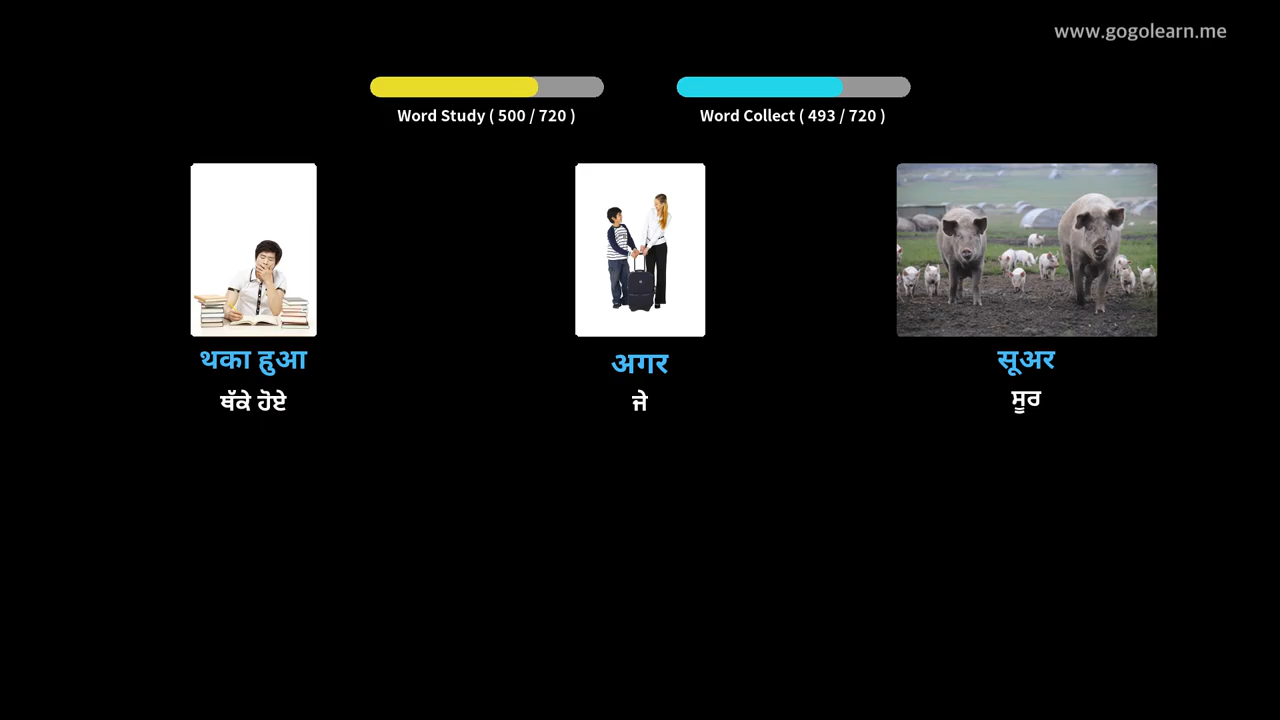 www.gogolearn.me
Word Study ( 500 / 720 )
Word Collect ( 493 / 720 )
थका हुआ
ਥੱਕੇ ਹੋਏ
अगर
ਜੇ
सूअर
ਸੂਰ